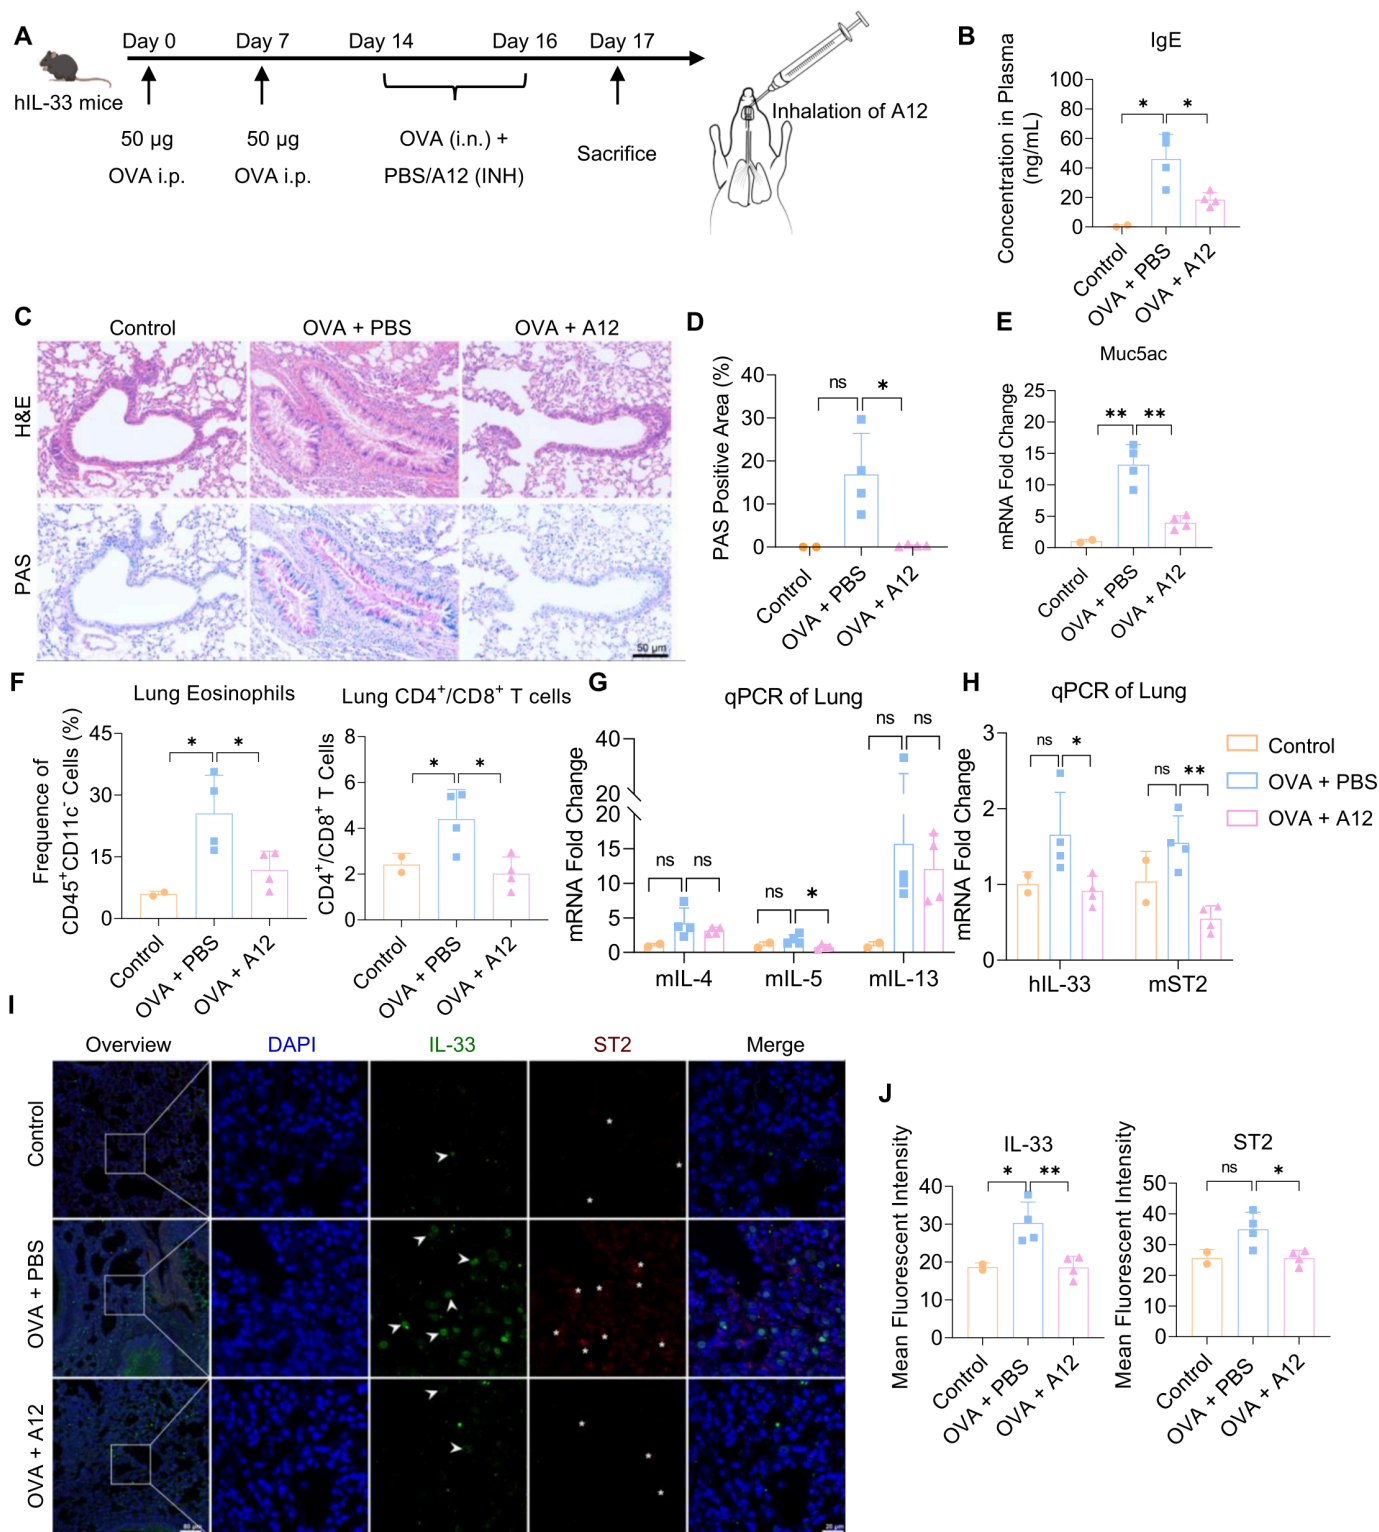 A
Day 0 Day 7 Day 14 Day 16 Day 17
hIL-33 mice
50 µg 50 µg OVA (i.n.) + Sacrifice
OVA i.p. OVA i.p. PBS/A12 (INH)
Inhalation of A12
B
IgE
Concentration in Plasma
(ng/mL)
100
80
60
40
20
0
* *
Control
OVA + PBS
OVA + A12
C
Control OVA + PBS OVA + A12
H&E
PAS
50 µm
D
PAS Positive Area (%)
40
30
20
10
0
ns *
Control
OVA + PBS
OVA + A12
E
Muc5ac
mRNA Fold Change
25
20
15
10
5
0
** **
Control
OVA + PBS
OVA + A12
F
Lung Eosinophils
Frequence of
CD45⁺CD11c⁻ Cells (%)
45
30
15
0
* *
Control
OVA + PBS
OVA + A12
Lung CD4⁺/CD8⁺ T cells
CD4⁺/CD8⁺ T Cells
8
6
4
2
0
* *
Control
OVA + PBS
OVA + A12
G
qPCR of Lung
mRNA Fold Change
40
20
20
15
10
5
0
ns ns
ns *
ns ns
mIL-4 mIL-5 mIL-13
H
qPCR of Lung
mRNA Fold Change
3
2
1
0
ns *
ns **
hIL-33 mST2
Control
OVA + PBS
OVA + A12
I
Overview DAPI IL-33 ST2 Merge
Control
OVA + PBS
OVA + A12
J
IL-33
Mean Fluorescent Intensity
40
30
20
10
0
* **
Control
OVA + PBS
OVA + A12
ST2
Mean Fluorescent Intensity
50
40
30
20
10
0
ns *
Control
OVA + PBS
OVA + A12